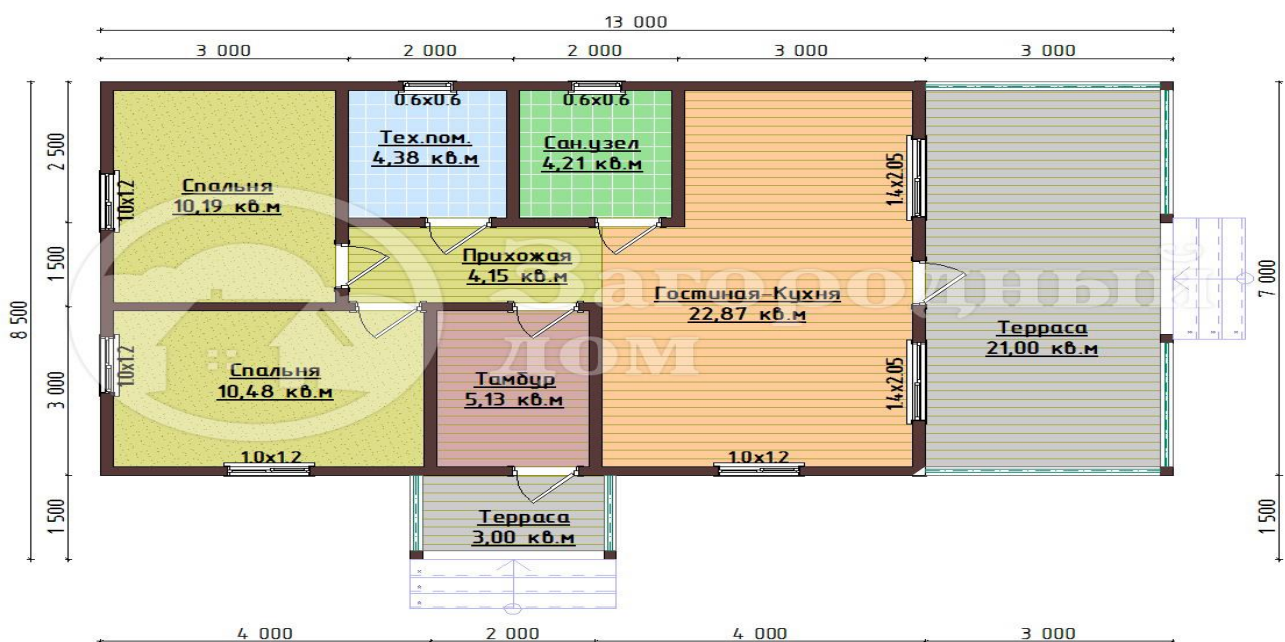 13 000
3 000
2 000
2 000
3 000
3 000
0.6x0.6
0.6x0.6
Тех.пом.
4,38 кв.м
Сан.узел
4,21 кв.м
2 500
1.0x1.2
Спальня
10,19 кв.м
1.4x2.05
8 500
1 500
Прихожая
4,15 кв.м
Загородный
дом
Гостиная-Кухня
22,87 кв.м
Терраса
21,00 кв.м
7 000
3 000
1.0x1.2
Спальня
10,48 кв.м
Тамбур
5,13 кв.м
1.4x2.05
1.0x1.2
1.0x1.2
1 500
Терраса
3,00 кв.м
1 500
4 000
2 000
4 000
3 000